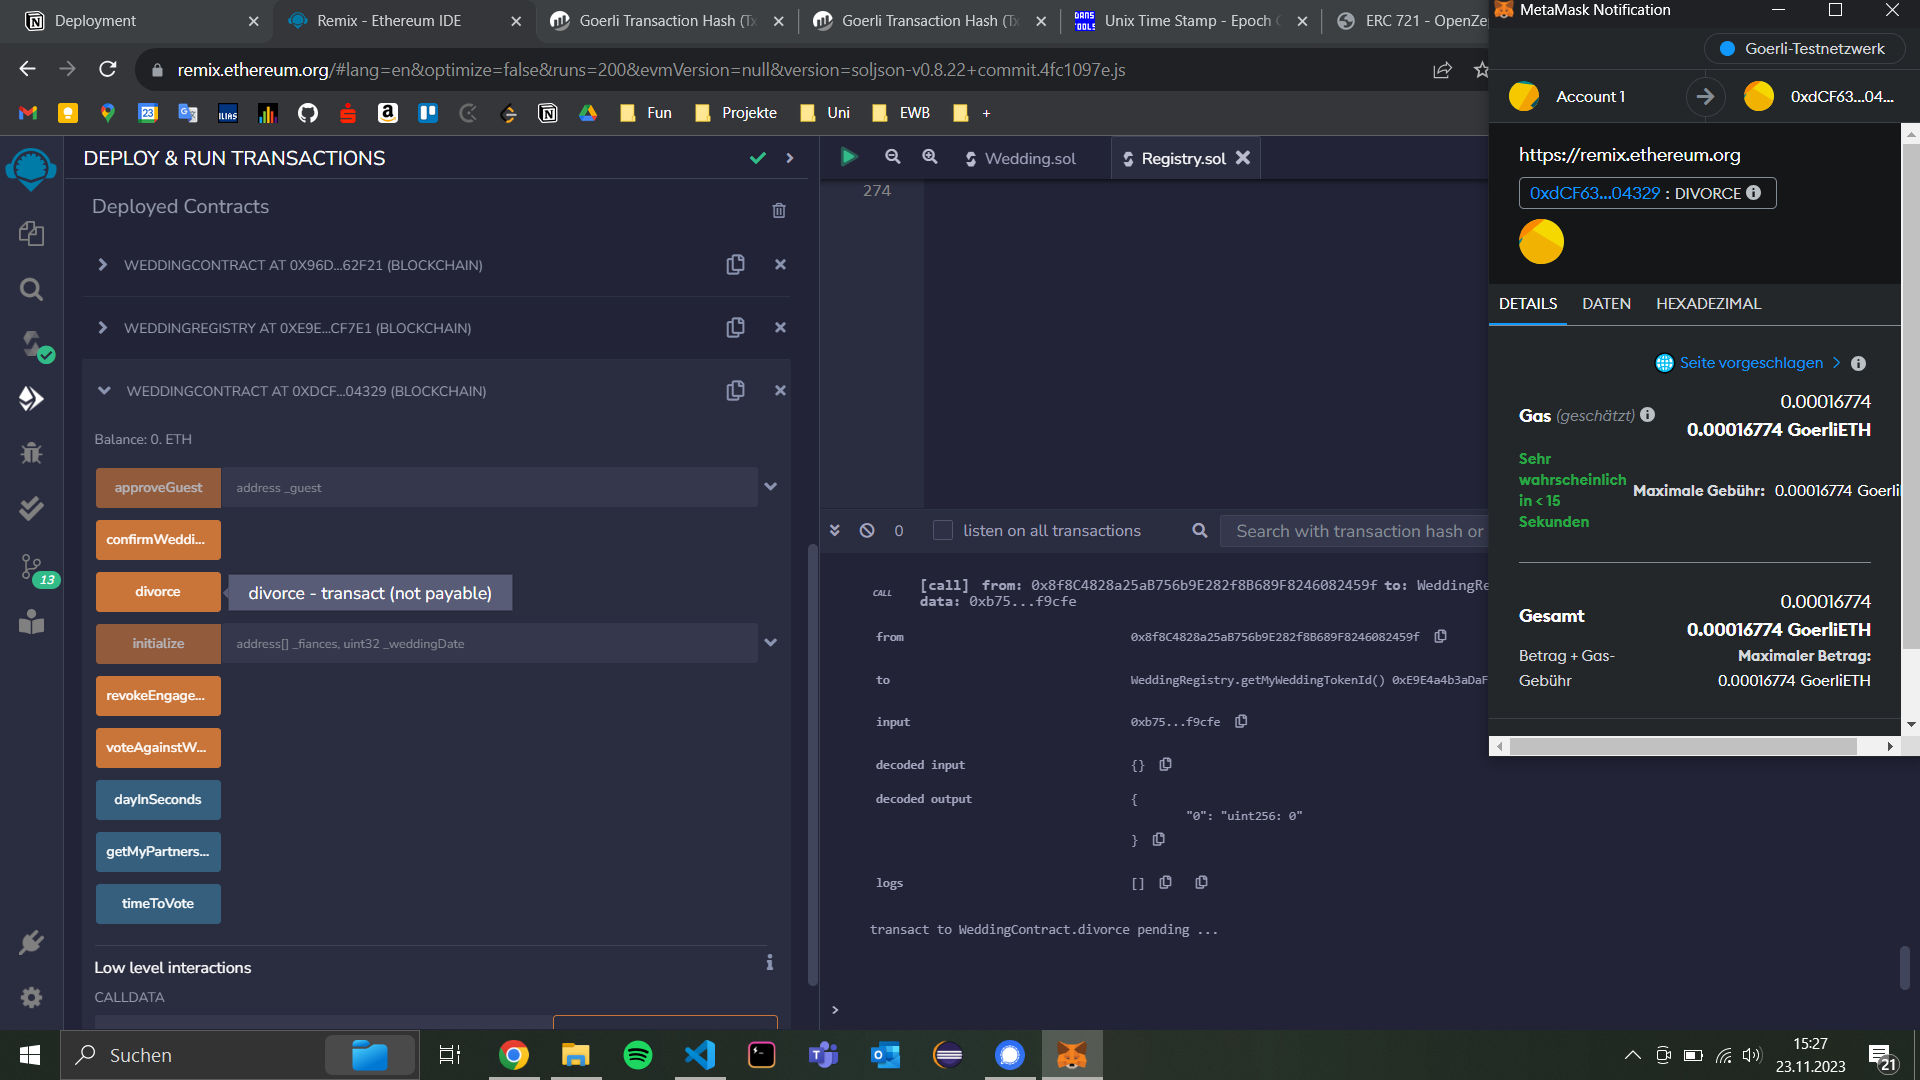 Deployment
Remix - Ethereum IDE
Goerli Transaction Hash (Tx
Goerli Transaction Hash (Tx
DANS TOOLS
Unix Time Stamp - Epoch C
ERC 721 - OpenZe
remix.ethereum.org/#lang=en&optimize=false&runs=200&evmVersion=null&version=soljson-v0.8.22+commit.4fc1097e.js
23
ILIAS
Fun
Projekte
Uni
EWB
+
DEPLOY & RUN TRANSACTIONS
Deployed Contracts
WEDDINGCONTRACT AT 0X96D...62F21 (BLOCKCHAIN)
WEDDINGREGISTRY AT 0XE9E...CF7E1 (BLOCKCHAIN)
WEDDINGCONTRACT AT 0XDCF...04329 (BLOCKCHAIN)
Balance: 0. ETH
approveGuest
address _guest
confirmWeddi...
divorce
divorce - transact (not payable)
initialize
address[] _fiances, uint32 _weddingDate
revokeEngage...
voteAgainstW...
dayInSeconds
getMyPartners...
timeToVote
Low level interactions
CALLDATA
13
Wedding.sol
Registry.sol
274
0
listen on all transactions
Search with transaction hash or
CALL
[call] from: 0x8f8C4828a25aB756b9E282f8B689F8246082459f to: WeddingRe
data: 0xb75...f9cfe
from
0x8f8C4828a25aB756b9E282f8B689F8246082459f
to
WeddingRegistry.getMyWeddingTokenId() 0xE9E4a4b3aDaF
input
0xb75...f9cfe
decoded input
{}
decoded output
{
"0": "uint256: 0"
}
logs
[]
transact to WeddingContract.divorce pending ...
>
MetaMask Notification
Goerli-Testnetzwerk
Account 1
0xdCF63...04...
https://remix.ethereum.org
0xdCF63...04329 : DIVORCE
DETAILS
DATEN
HEXADEZIMAL
Seite vorgeschlagen >
Gas (geschätzt)
0.00016774
0.00016774 GoerliETH
Sehr
wahrscheinlich
in < 15
Sekunden
Maximale Gebühr: 0.00016774 Goerli
Gesamt
0.00016774
0.00016774 GoerliETH
Betrag + Gas-
Gebühr
Maximaler Betrag:
0.00016774 GoerliETH
Suchen
15:27
23.11.2023
21